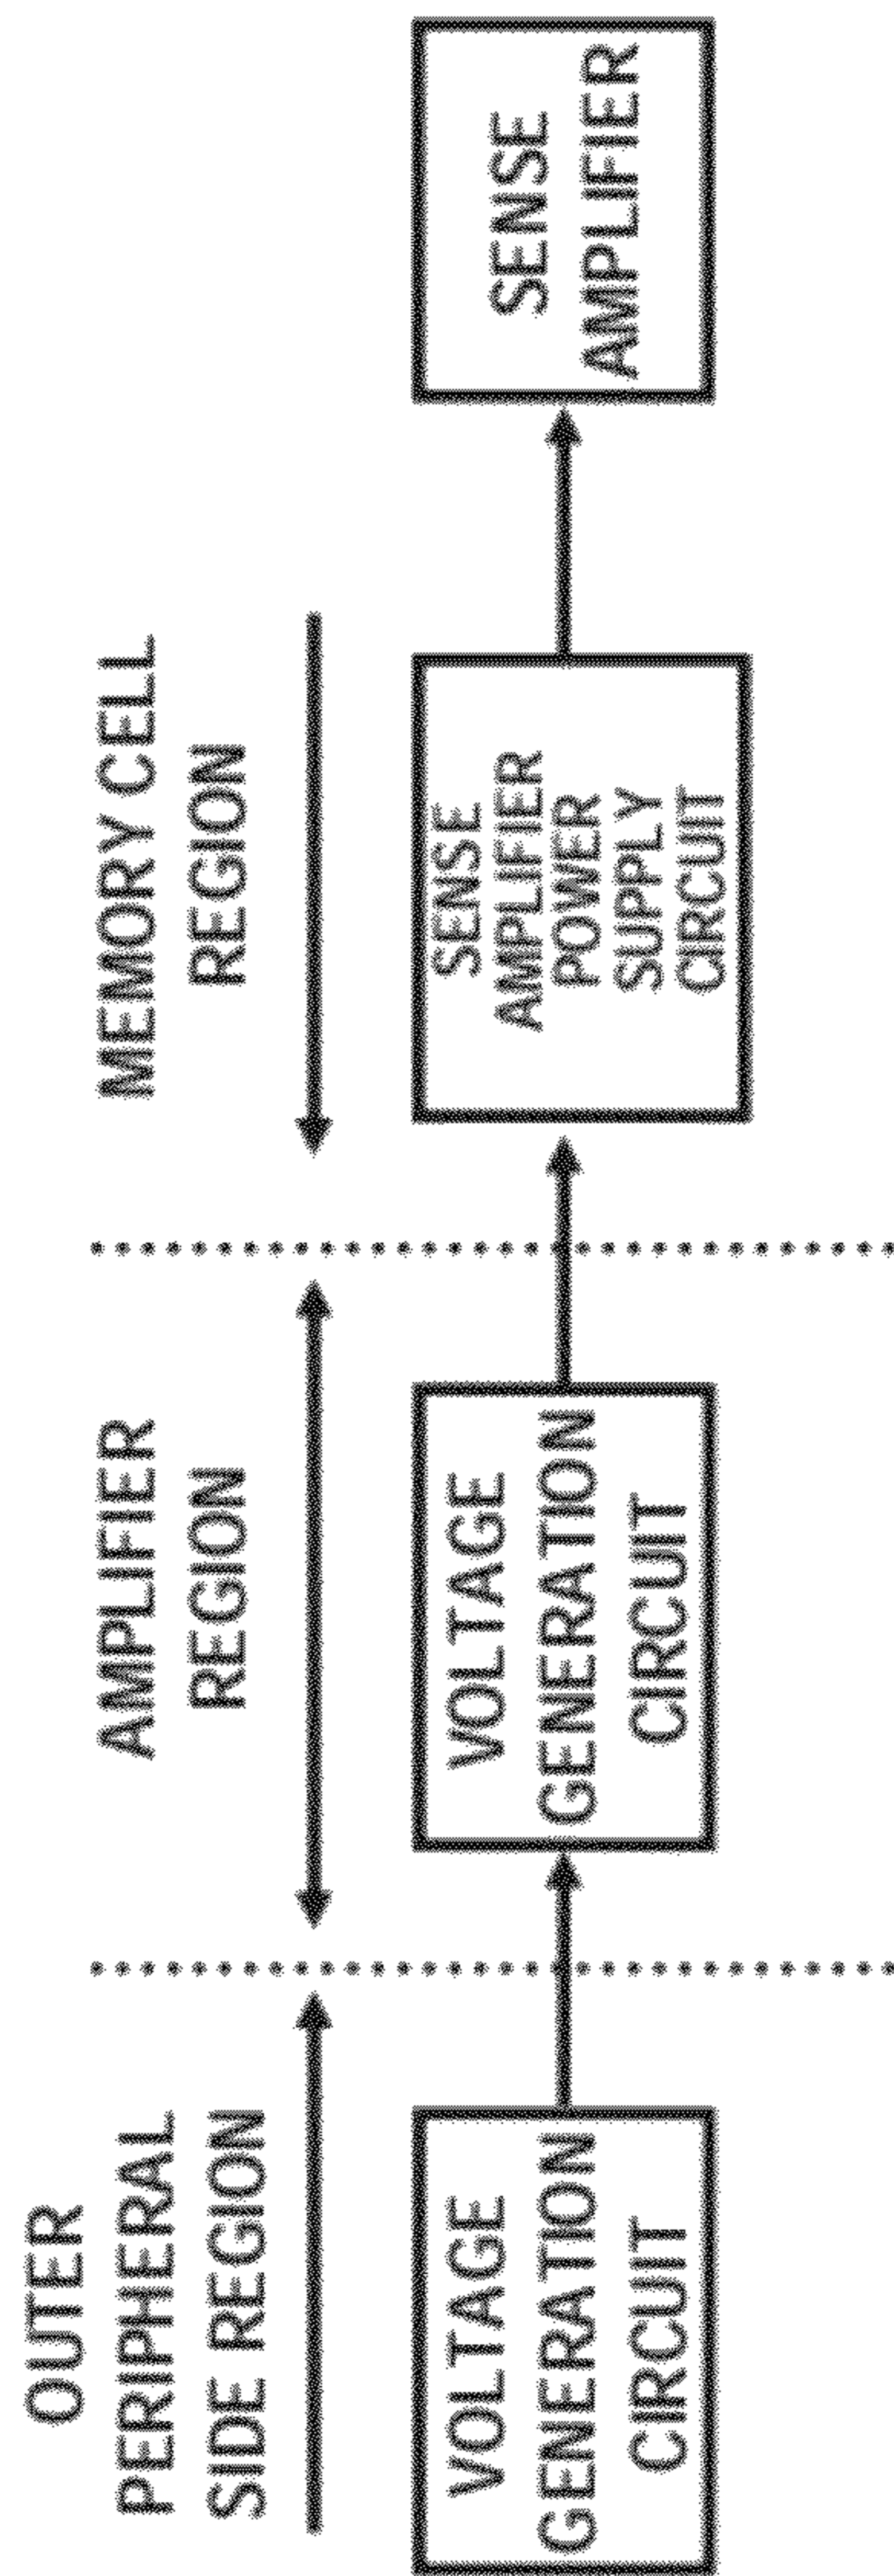 OUTER
PERIPHERAL
SIDE REGION
AMPLIFIER
REGION
MEMORY CELL
REGION
VOLTAGE
GENERATION
CIRCUIT
VOLTAGE
GENERATION
CIRCUIT
SENSE
AMPLIFIER
POWER
SUPPLY
CIRCUIT
SENSE
AMPLIFIER